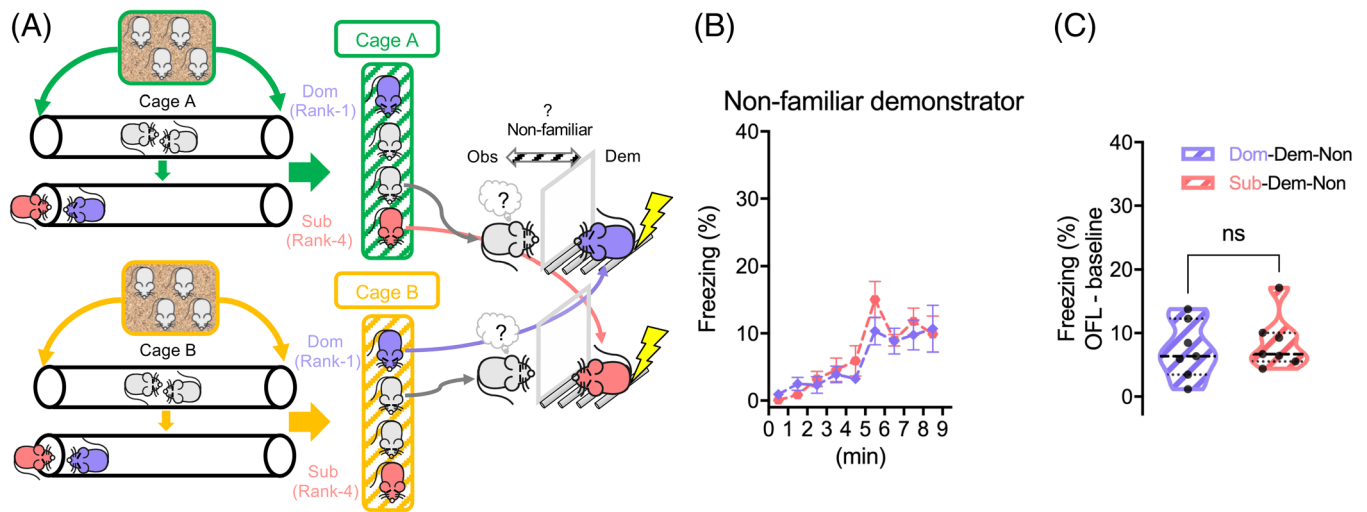 (A)
Cage A
Cage A
Dom
(Rank-1)
Sub
(Rank-4)
?
Non-familiar
Obs
Dem
?
Cage B
Cage B
Dom
(Rank-1)
Sub
(Rank-4)
?
(B)
Non-familiar demonstrator
Freezing (%)
40
30
20
10
0
0 1 2 3 4 5 6 7 8 9
(min)
(C)
Freezing (%)
OFL - baseline
40
30
20
10
0
Dom-Dem-Non
Sub-Dem-Non
ns